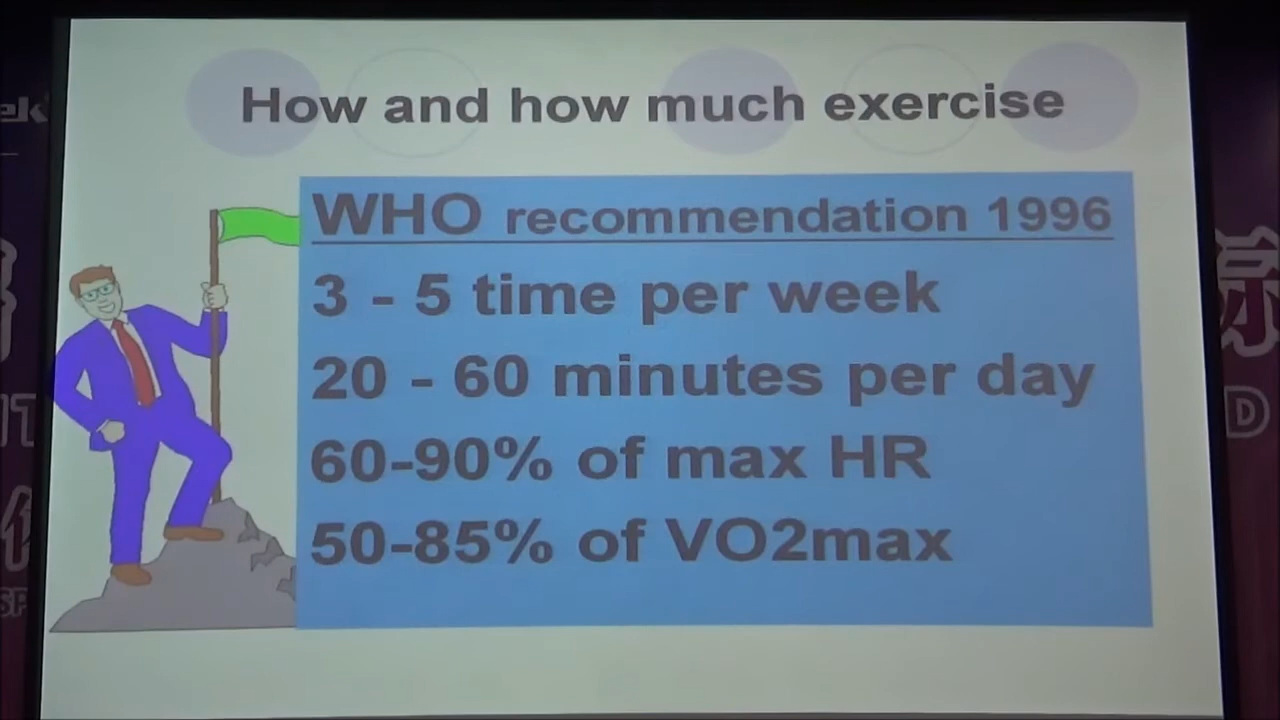 How and how much exercise
WHO recommendation 1996
3 - 5 time per week
20 - 60 minutes per day
60-90% of max HR
50-85% of VO2max